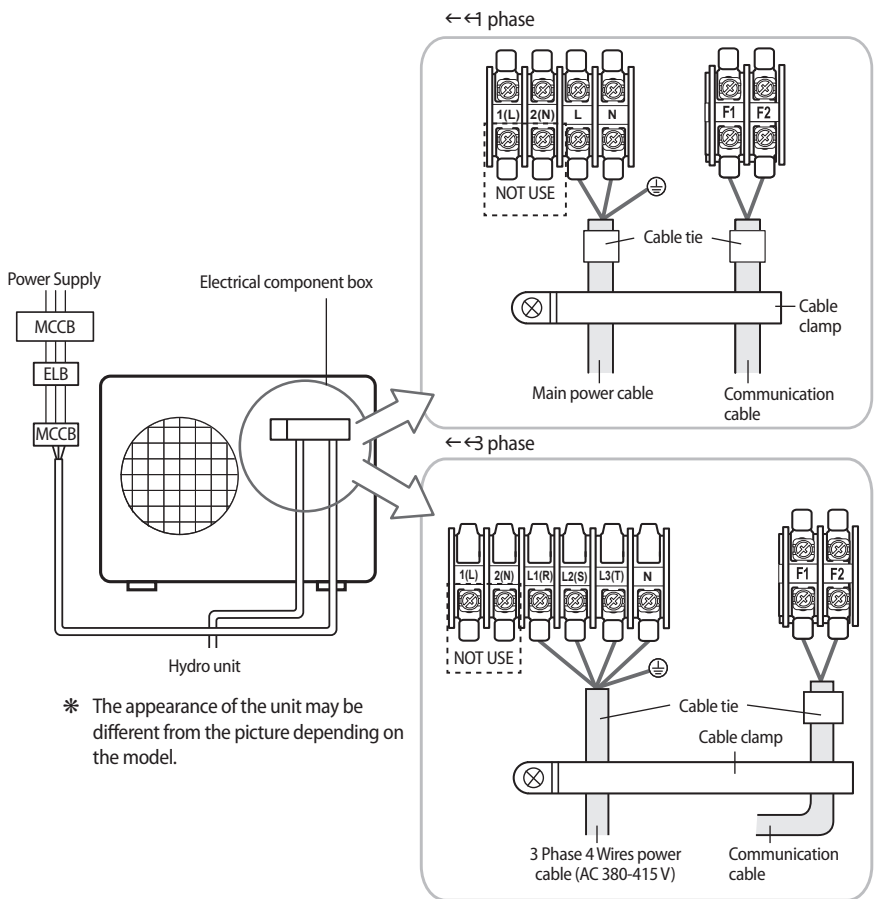 ←← 1 phase
1(L) 2(N) L N
F1 F2
NOT USE
Cable tie
Cable
clamp
Main power cable
Communication
cable
Power Supply
MCCB
ELB
MCCB
Electrical component box
Hydro unit
❋ The appearance of the unit may be
different from the picture depending on
the model.
←← 3 phase
1(L) 2(N) L1(R) L2(S) L3(T) N
F1 F2
NOT USE
Cable tie
Cable clamp
3 Phase 4 Wires power
cable (AC 380-415 V)
Communication
cable